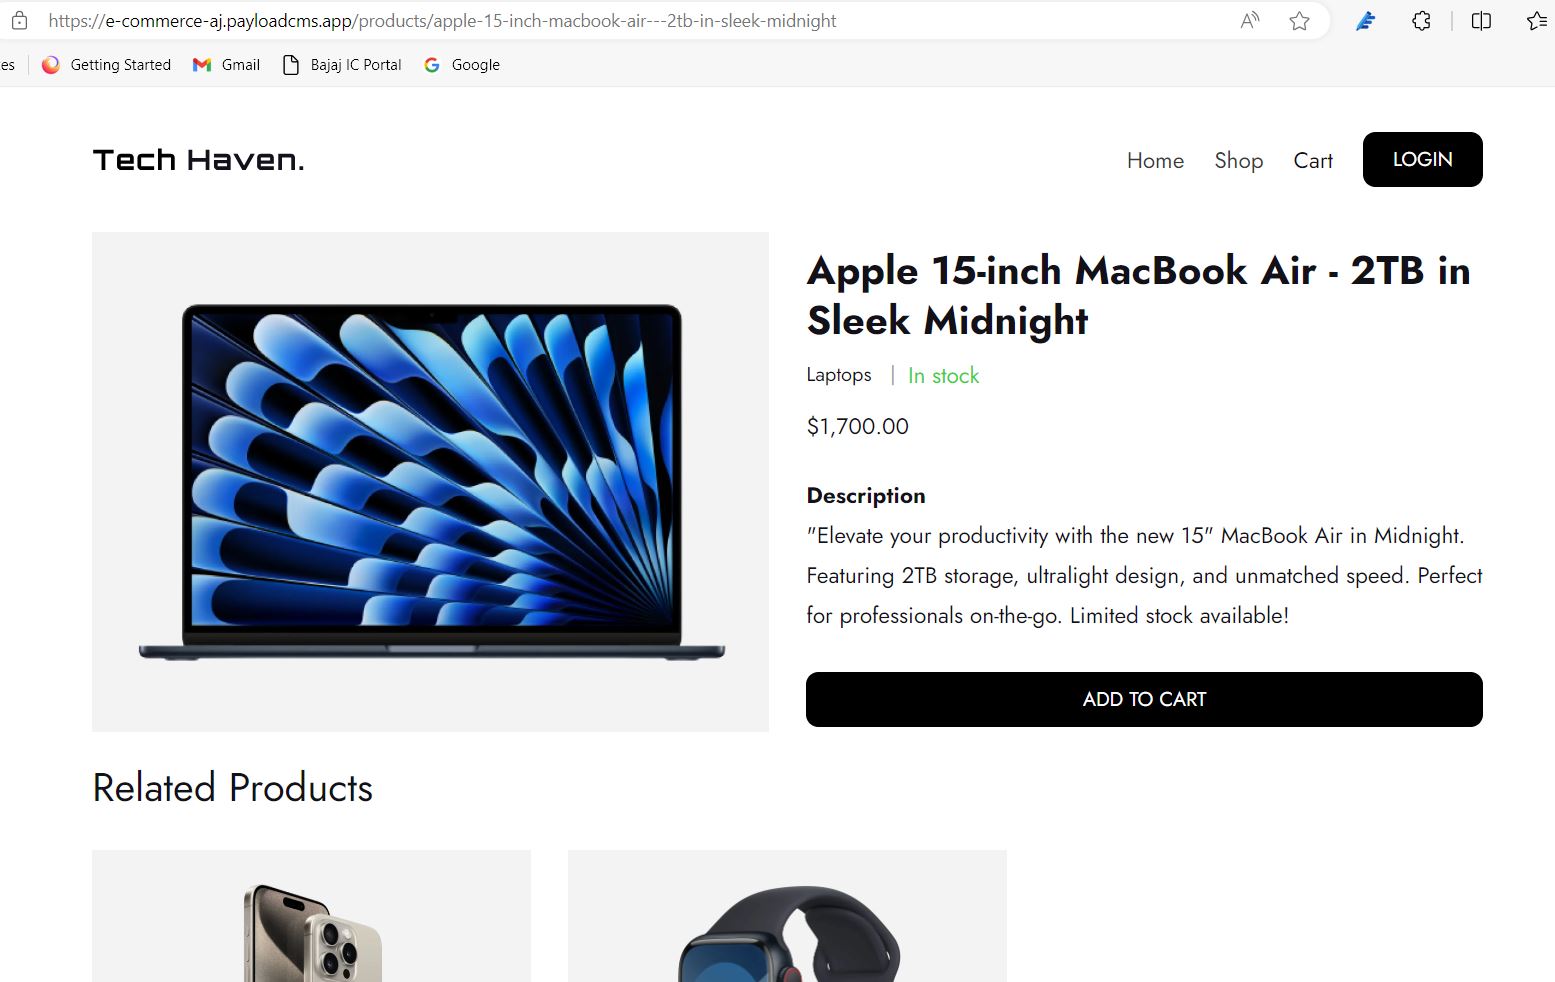 https://e-commerce-aj.payloadcms.app/products/apple-15-inch-macbook-air---2tb-in-sleek-midnight
es Getting Started Gmail Bajaj IC Portal Google
Tech Haven. Home Shop Cart LOGIN
Apple 15-inch MacBook Air - 2TB in
Sleek Midnight
Laptops | In stock
$1,700.00
Description
"Elevate your productivity with the new 15" MacBook Air in Midnight.
Featuring 2TB storage, ultralight design, and unmatched speed. Perfect
for professionals on-the-go. Limited stock available!
ADD TO CART
Related Products